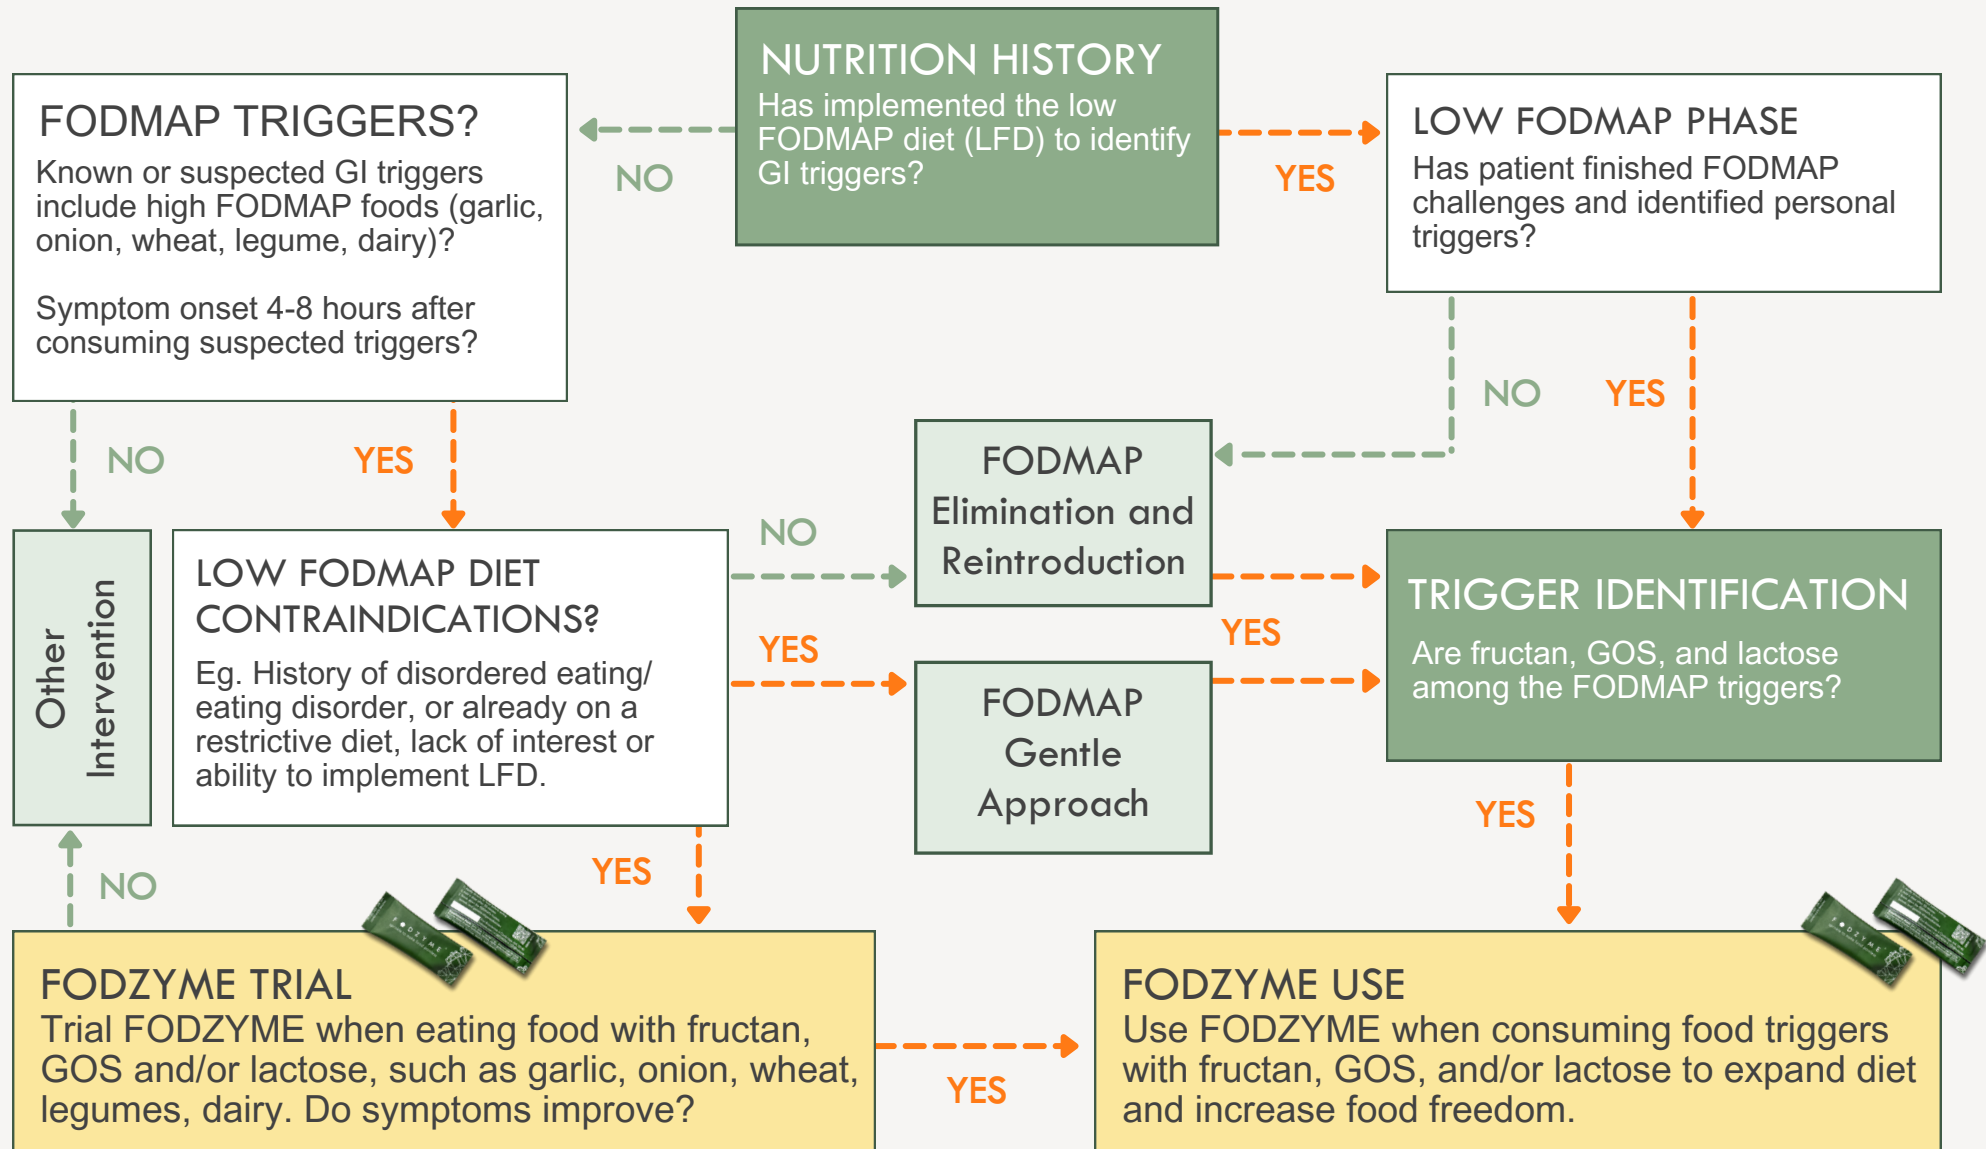 NUTRITION HISTORY
Has implemented the low
FODMAP diet (LFD) to identify
GI triggers?
NO
YES
FODMAP TRIGGERS?
Known or suspected GI triggers
include high FODMAP foods (garlic,
onion, wheat, legume, dairy)?
Symptom onset 4-8 hours after
consuming suspected triggers?
LOW FODMAP PHASE
Has patient finished FODMAP
challenges and identified personal
triggers?
NO
YES
NO
YES
Other
Intervention
LOW FODMAP DIET
CONTRAINDICATIONS?
Eg. History of disordered eating/
eating disorder, or already on a
restrictive diet, lack of interest or
ability to implement LFD.
NO
YES
FODMAP
Elimination and
Reintroduction
FODMAP
Gentle
Approach
YES
TRIGGER IDENTIFICATION
Are fructan, GOS, and lactose
among the FODMAP triggers?
NO
YES
YES
FODZYME
FODZYME TRIAL
Trial FODZYME when eating food with fructan,
GOS and/or lactose, such as garlic, onion, wheat,
legumes, dairy. Do symptoms improve?
YES
FODZYME
FODZYME USE
Use FODZYME when consuming food triggers
with fructan, GOS, and/or lactose to expand diet
and increase food freedom.